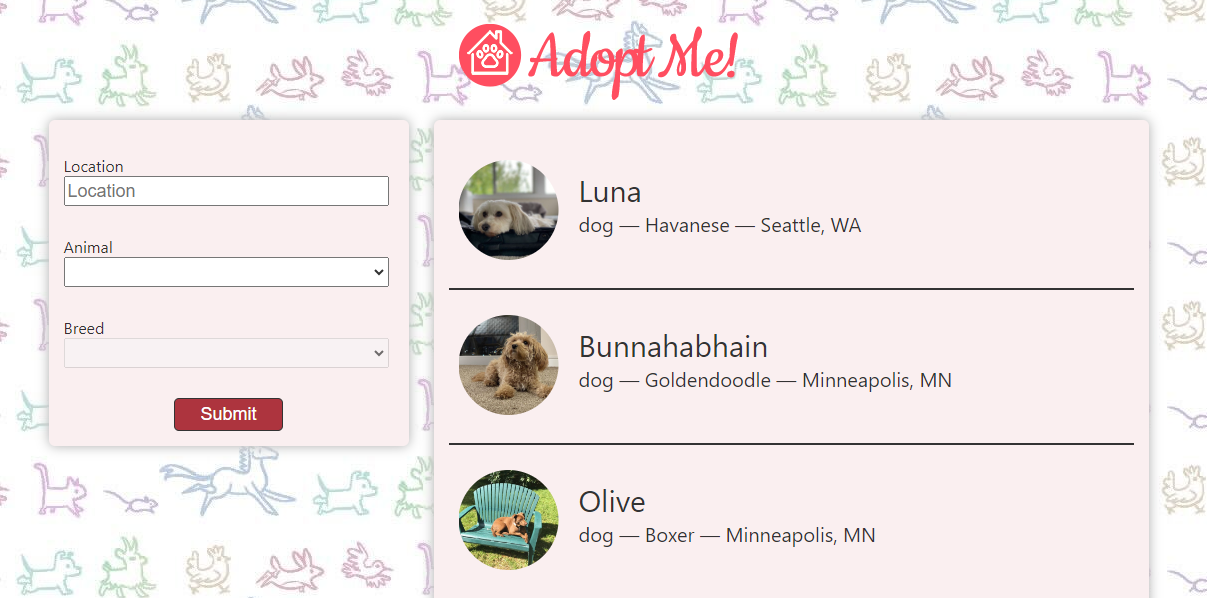 Adopt Me!
Location
Location
Animal
Breed
Submit
Luna
dog — Havanese — Seattle, WA
Bunnahabhain
dog — Goldendoodle — Minneapolis, MN
Olive
dog — Boxer — Minneapolis, MN